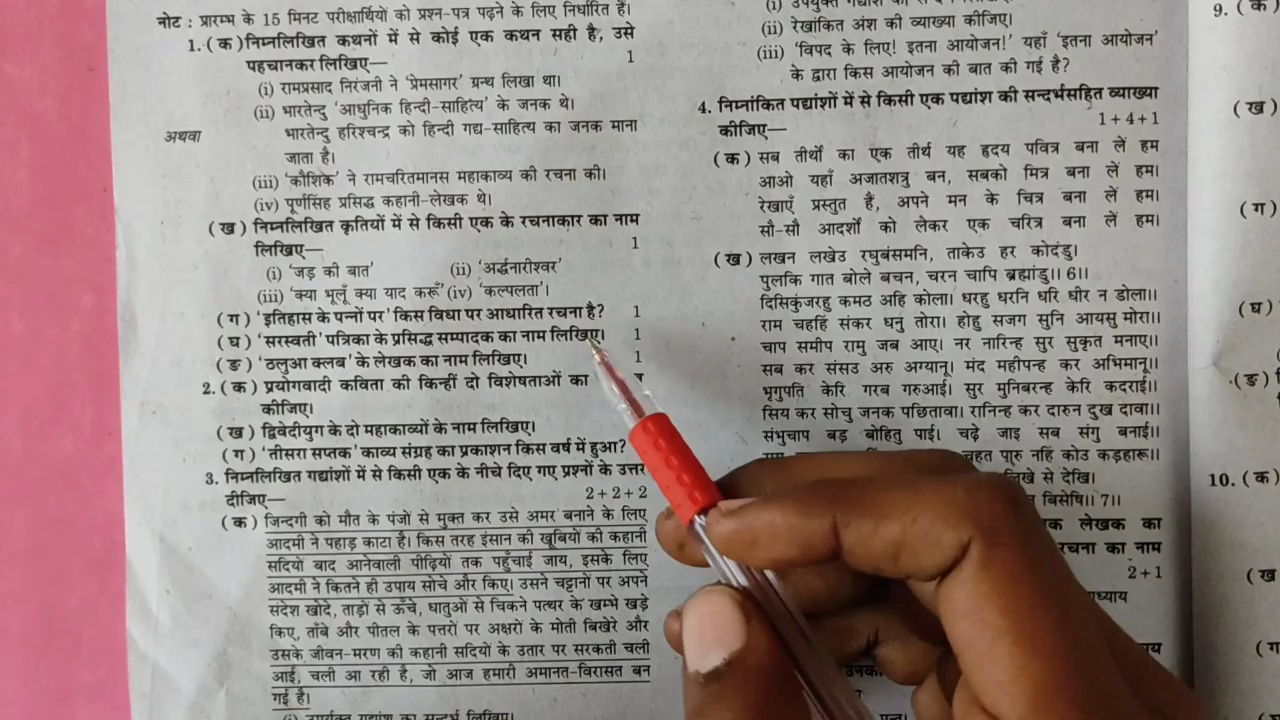 नोट : प्रारम्भ के 15 मिनट परीक्षार्थियों को प्रश्न-पत्र पढ़ने के लिए निर्धारित हैं।
1. (क) निम्नलिखित कथनों में से कोई एक कथन सही है, उसे
पहचानकर लिखिए— 1
(i) रामप्रसाद निरंजनी ने 'प्रेमसागर' ग्रन्थ लिखा था।
(ii) भारतेन्दु 'आधुनिक हिन्दी-साहित्य' के जनक थे।
अथवा भारतेन्दु हरिश्चन्द्र को हिन्दी गद्य-साहित्य का जनक माना
जाता है।
(iii) 'कौशिक' ने रामचरितमानस महाकाव्य की रचना की।
(iv) पूर्णसिंह प्रसिद्ध कहानी-लेखक थे।
(ख) निम्नलिखित कृतियों में से किसी एक के रचनाकार का नाम
लिखिए— 1
(i) 'जड़ की बात' (ii) 'अर्द्धनारीश्वर'
(iii) 'क्या भूलूँ क्या याद करूँ' (iv) 'कल्पलता'।
(ग) 'इतिहास के पन्नों पर' किस विधा पर आधारित रचना है? 1
(घ) 'सरस्वती' पत्रिका के प्रसिद्ध सम्पादक का नाम लिखिए। 1
(ङ) 'ठलुआ क्लब' के लेखक का नाम लिखिए। 1
2. (क) प्रयोगवादी कविता की किन्हीं दो विशेषताओं का
कीजिए।
(ख) द्विवेदीयुग के दो महाकाव्यों के नाम लिखिए।
(ग) 'तीसरा सप्तक' काव्य संग्रह का प्रकाशन किस वर्ष में हुआ?
3. निम्नलिखित गद्यांशों में से किसी एक के नीचे दिए गए प्रश्नों के उत्तर
दीजिए— 2+2+2
(क) जिन्दगी को मौत के पंजों से मुक्त कर उसे अमर बनाने के लिए
आदमी ने पहाड़ काटा है। किस तरह इंसान की खूबियों की कहानी
सदियों बाद आनेवाली पीढ़ियों तक पहुँचाई जाय, इसके लिए
आदमी ने कितने ही उपाय सोचे और किए। उसने चट्टानों पर अपने
संदेश खोदे, ताड़ों से ऊँचे, धातुओं से चिकने पत्थर के खम्भे खड़े
किए, ताँबे और पीतल के पत्तरों पर अक्षरों के मोती बिखेरे और
उसके जीवन-मरण की कहानी सदियों के उतार पर सरकती चली
आई, चली आ रही है, जो आज हमारी अमानत-विरासत बन
गई है।
(i) उपर्युक्त गद्यांश का सन्दर्भ लिखिए।
(ii) रेखांकित अंश की व्याख्या कीजिए।
(iii) 'विपद के लिए! इतना आयोजन!' यहाँ 'इतना आयोजन'
के द्वारा किस आयोजन की बात की गई है?
4. निम्नांकित पद्यांशों में से किसी एक पद्यांश की सन्दर्भसहित व्याख्या
कीजिए— 1+4+1
(क) सब तीर्थों का एक तीर्थ यह हृदय पवित्र बना लें हम
आओ यहाँ अजातशत्रु बन, सबको मित्र बना लें हम।
रेखाएँ प्रस्तुत हैं, अपने मन के चित्र बना लें हम।
सौ-सौ आदर्शों को लेकर एक चरित्र बना लें हम।
(ख) लखन लखेउ रघुबंसमनि, ताकेउ हर कोदंडु।
पुलकि गात बोले बचन, चरन चापि ब्रह्मांडु।। 6।।
दिसिकुंजरहु कमठ अहि कोला। धरहु धरनि धरि धीर न डोला।।
राम चहहिं संकर धनु तोरा। होहु सजग सुनि आयसु मोरा।।
चाप समीप रामु जब आए। नर नारिन्ह सुर सुकृत मनाए।।
सब कर संसउ अरु अग्यानू। मंद महीपन्ह कर अभिमानू।।
भृगुपति केरि गरब गरुआई। सुर मुनिबरन्ह केरि कदराई।।
सिय कर सोचु जनक पछितावा। रानिन्ह कर दारुन दुख दावा।।
संभुचाप बड़ बोहितु पाई। चढ़े जाइ सब संगु बनाई।।
चहत पारु नहिं कोउ कड़हारू।।
लिखे से देखि।
बिसेषि।। 7।।
लेखक का
रचना का नाम
2+1
9. (क)
(ख)
(ग)
(घ)
(ङ)
10. (क)
(ख
(ग